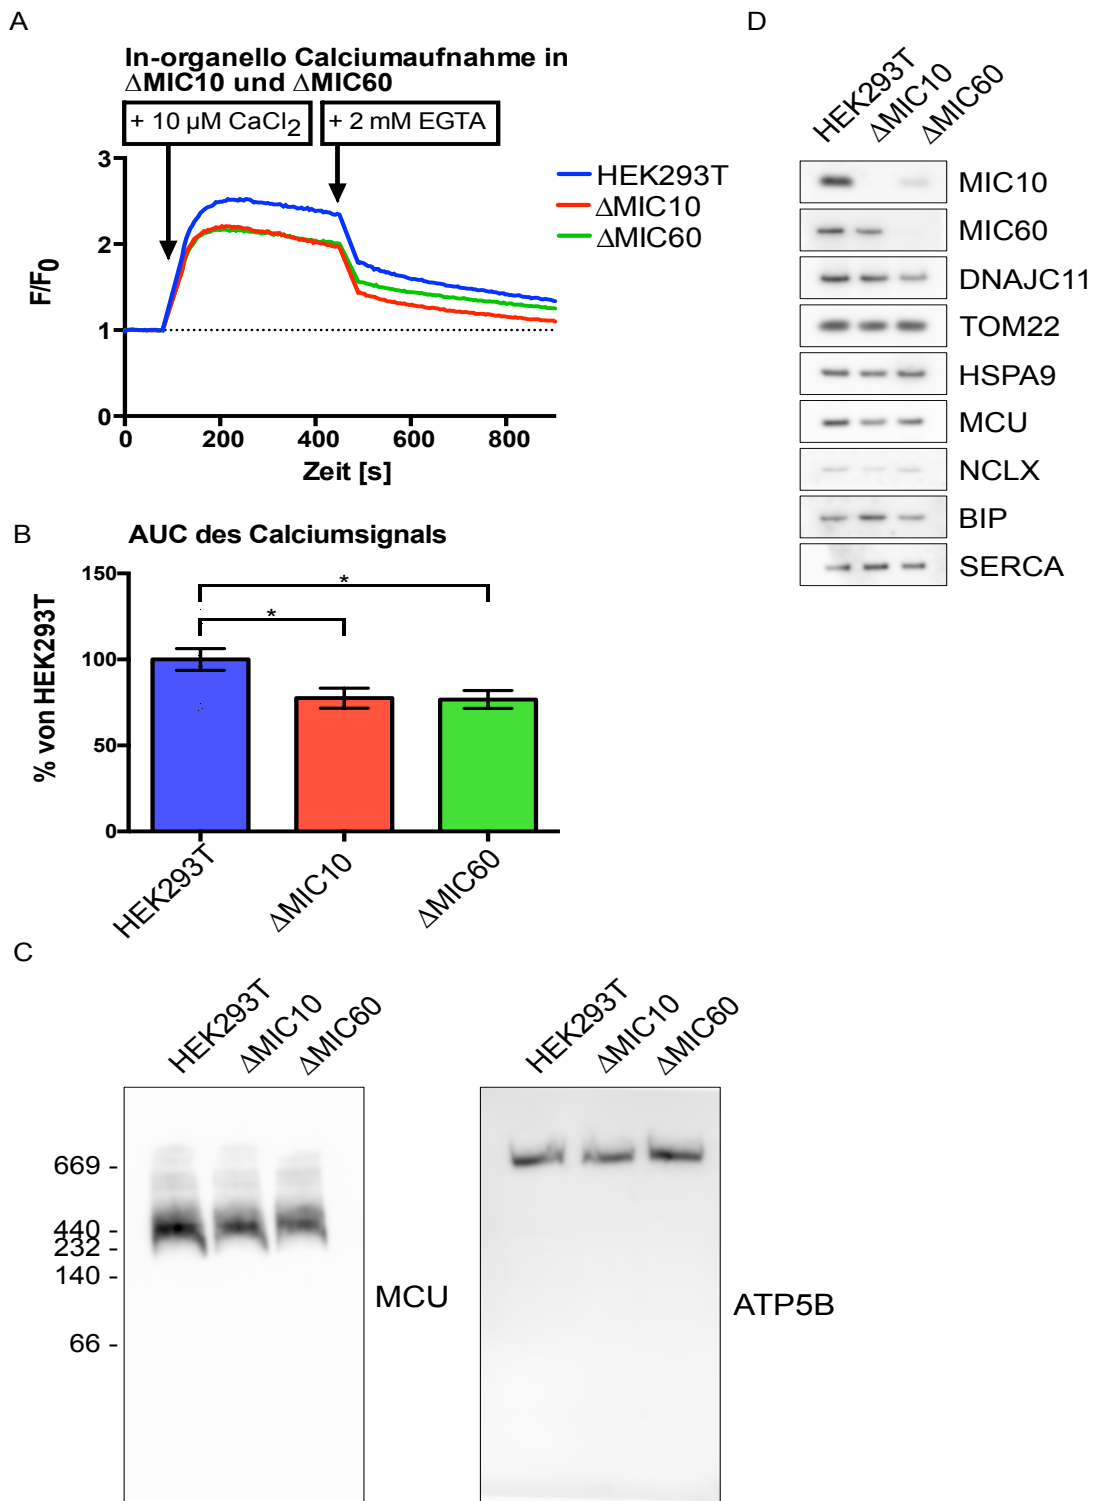 A
In-organello Calciumaufnahme in
ΔMIC10 und ΔMIC60
+ 10 µM CaCl2
+ 2 mM EGTA
HEK293T
ΔMIC10
ΔMIC60
F/F0
3
2
1
0
0 200 400 600 800
Zeit [s]
B
AUC des Calciumsignals
% von HEK293T
150
100
50
0
*
*
HEK293T
ΔMIC10
ΔMIC60
C
HEK293T
ΔMIC10
ΔMIC60
669 -
440 -
232 -
140 -
66 -
MCU
HEK293T
ΔMIC10
ΔMIC60
ATP5B
D
HEK293T
ΔMIC10
ΔMIC60
MIC10
MIC60
DNAJC11
TOM22
HSPA9
MCU
NCLX
BIP
SERCA